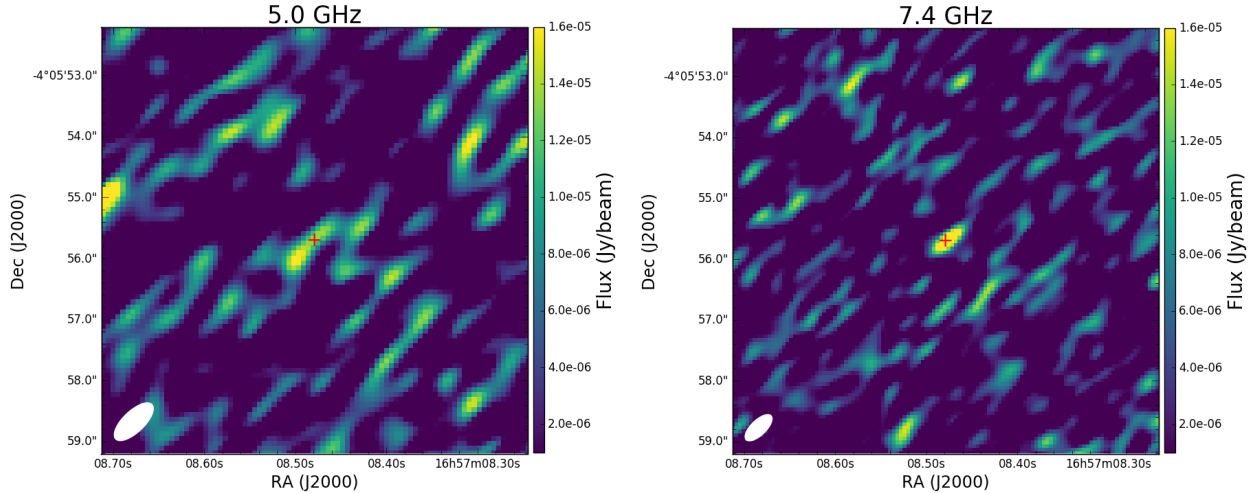 5.0 GHz
-4°05'53.0"
54.0"
55.0"
56.0"
57.0"
58.0"
59.0"
Dec (J2000)
08.70s
08.60s
08.50s
08.40s
16h57m08.30s
RA (J2000)
1.6e-05
1.4e-05
1.2e-05
1.0e-05
8.0e-06
6.0e-06
4.0e-06
2.0e-06
Flux (Jy/beam)
7.4 GHz
-4°05'53.0"
54.0"
55.0"
56.0"
57.0"
58.0"
59.0"
Dec (J2000)
08.70s
08.60s
08.50s
08.40s
16h57m08.30s
RA (J2000)
1.6e-05
1.4e-05
1.2e-05
1.0e-05
8.0e-06
6.0e-06
4.0e-06
2.0e-06
Flux (Jy/beam)